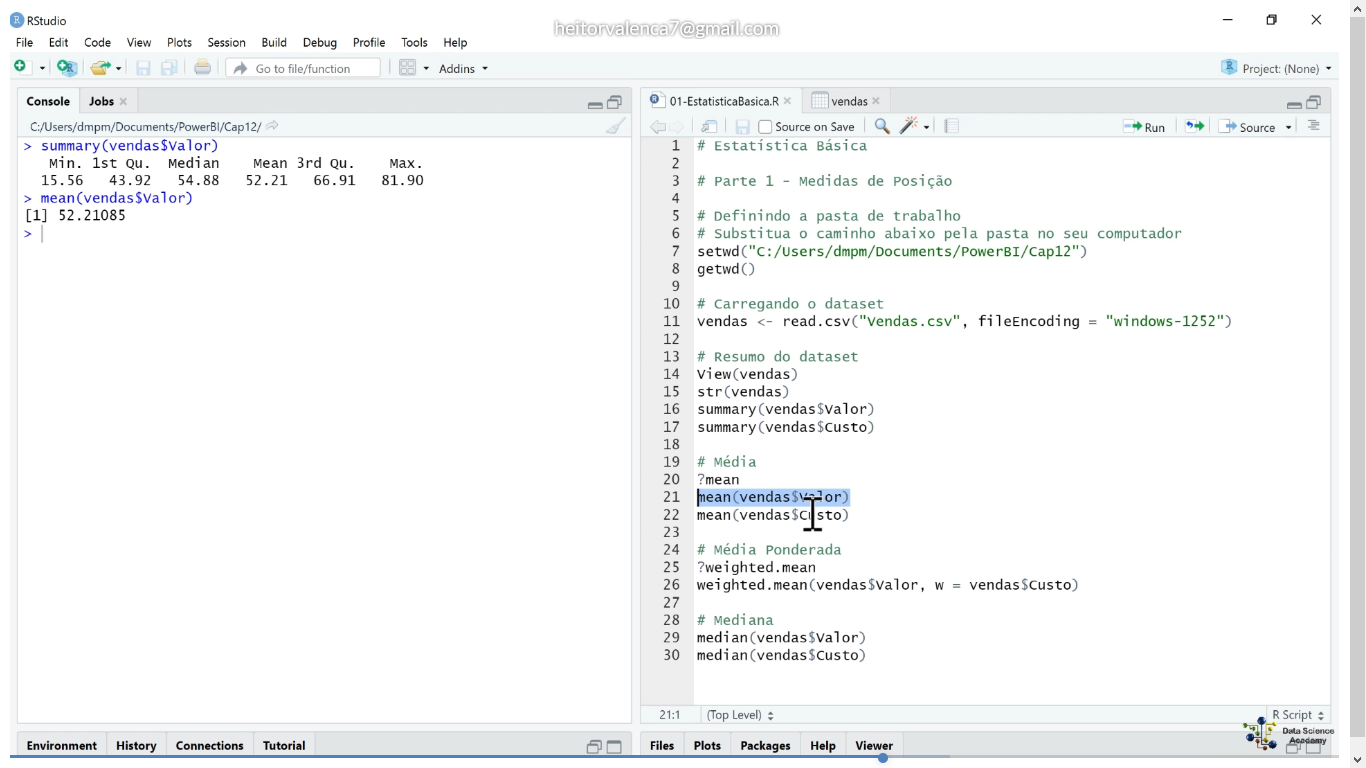 RStudio
heitorvalenca7@gmail.com
File Edit Code View Plots Session Build Debug Profile Tools Help
Go to file/function Addins Project: (None)
Console Jobs
C:/Users/dmpm/Documents/PowerBI/Cap12/
> summary(vendas$Valor)
Min. 1st Qu. Median Mean 3rd Qu. Max.
15.56 43.92 54.88 52.21 66.91 81.90
> mean(vendas$Valor)
[1] 52.21085
>
01-EstatisticaBasica.R vendas
Source on Save Run Source
1 # Estatística Básica
2
3 # Parte 1 - Medidas de Posição
4
5 # Definindo a pasta de trabalho
6 # Substitua o caminho abaixo pela pasta no seu computador
7 setwd("C:/Users/dmpm/Documents/PowerBI/Cap12")
8 getwd()
9
10 # Carregando o dataset
11 vendas <- read.csv("Vendas.csv", fileEncoding = "windows-1252")
12
13 # Resumo do dataset
14 View(vendas)
15 str(vendas)
16 summary(vendas$Valor)
17 summary(vendas$Custo)
18
19 # Média
20 ?mean
21 mean(vendas$Valor)
22 mean(vendas$Custo)
23
24 # Média Ponderada
25 ?weighted.mean
26 weighted.mean(vendas$Valor, w = vendas$Custo)
27
28 # Mediana
29 median(vendas$Valor)
30 median(vendas$Custo)
21:1 (Top Level) R Script
Data Science
Academy
Environment History Connections Tutorial
Files Plots Packages Help Viewer